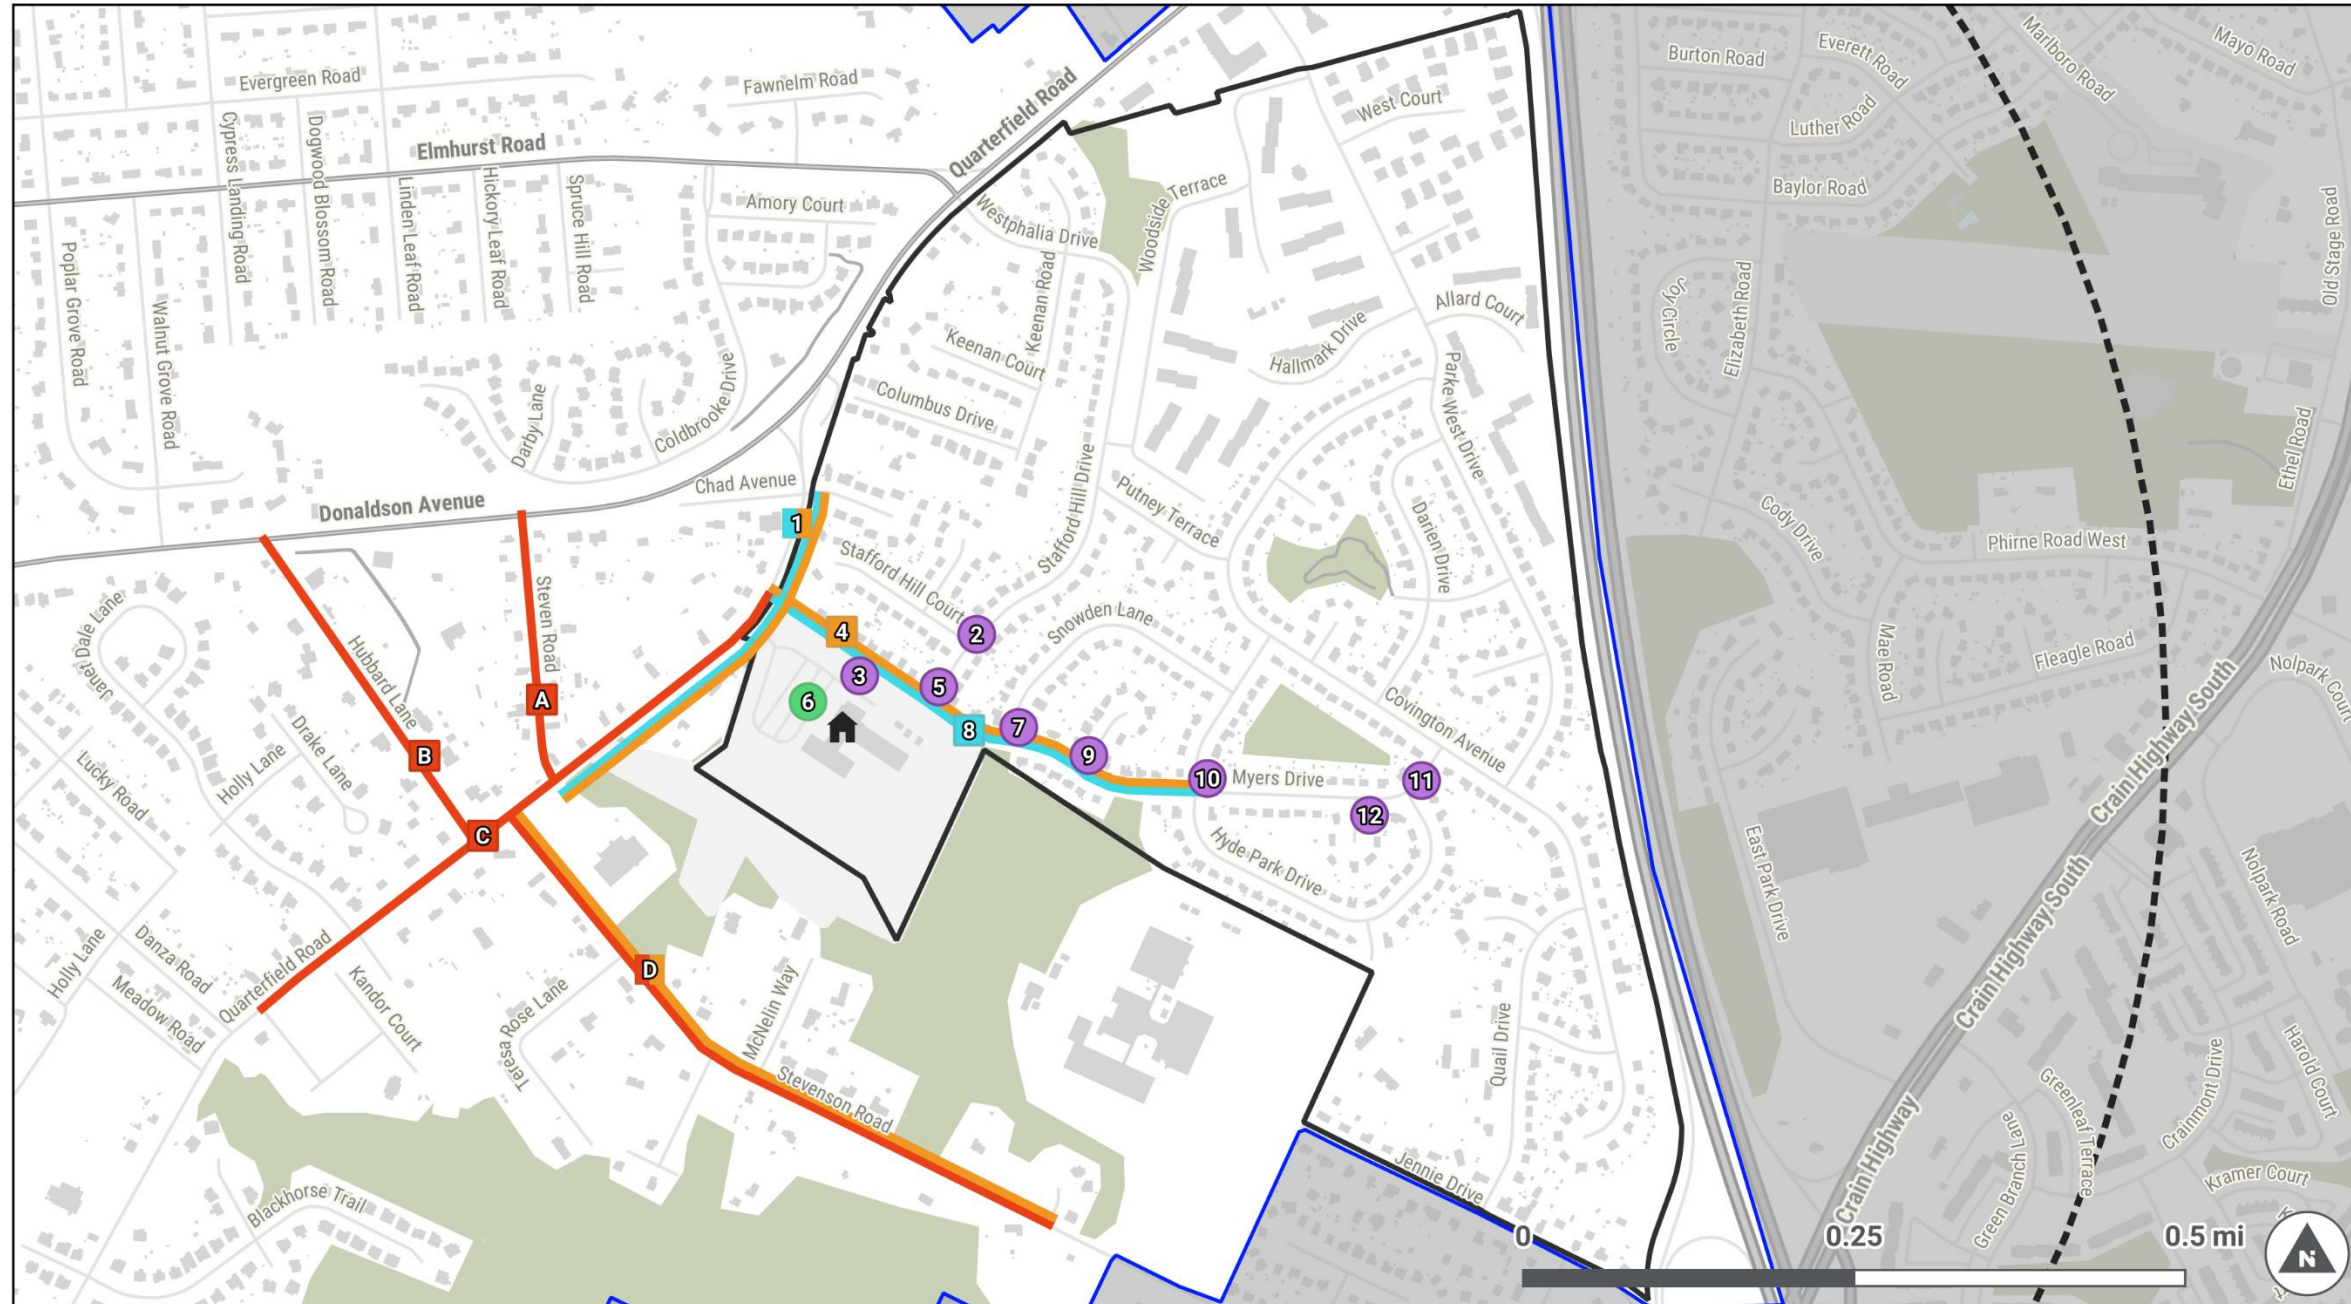 Evergreen Road
Fawnelm Road
Quarterfield Road
West Court
Burton Road
Everett Road
Marlboro Road
Mayo Road
Luther Road
Baylor Road
Old Stage Road
Elmhurst Road
Cypress Landing Road
Dogwood Blossom Road
Linden Leaf Road
Hickory Leaf Road
Spruce Hill Road
Amory Court
Westphalia Drive
Woodside Terrace
Poplar Grove Road
Walnut Grove Road
Keenan Road
Keenan Court
Hallmark Drive
Allard Court
Joy Circle
Elizabeth Road
Darby Lane
Coldbrooke Drive
Columbus Drive
Parke West Drive
Ethel Road
Donaldson Avenue
Chad Avenue
Stafford Hill Drive
Putney Terrace
Darien Drive
Cody Drive
Phirne Road West
1
Stafford Hill Court
Snowden Lane
Janet Dale Lane
Hubbard Lane
Steven Road
4
2
3
5
6
7
8
9
10
11
12
Mae Road
Fleagle Road
Nolpark Court
Covington Avenue
Crain Highway South
Myers Drive
A
B
C
D
Drake Lane
Holly Lane
Lucky Road
Hyde Park Drive
East Park Drive
Crain Highway South
Nolpark Road
Danza Road
Holly Lane
Meadow Road
Quarterfield Road
Kandor Court
Teresa Rose Lane
McNelin Way
Stevenson Road
Quail Drive
Harold Court
Crainmont Drive
Greenleaf Terrace
Green Branch Lane
Crain Highway
Kramer Court
Jennie Drive
Blackhorse Trail
0
0.25
0.5 mi
N